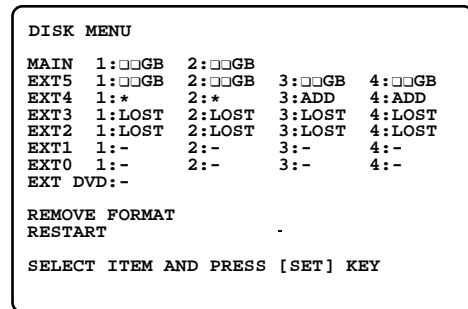 DISK MENU
MAIN 1:□□GB 2:□□GB
EXT5 1:□□GB 2:□□GB 3:□□GB 4:□□GB
EXT4 1:* 2:* 3:ADD 4:ADD
EXT3 1:LOST 2:LOST 3:LOST 4:LOST
EXT2 1:LOST 2:LOST 3:LOST 4:LOST
EXT1 1:- 2:- 3:- 4:-
EXT0 1:- 2:- 3:- 4:-
EXT DVD:-
REMOVE FORMAT
RESTART -
SELECT ITEM AND PRESS [SET] KEY